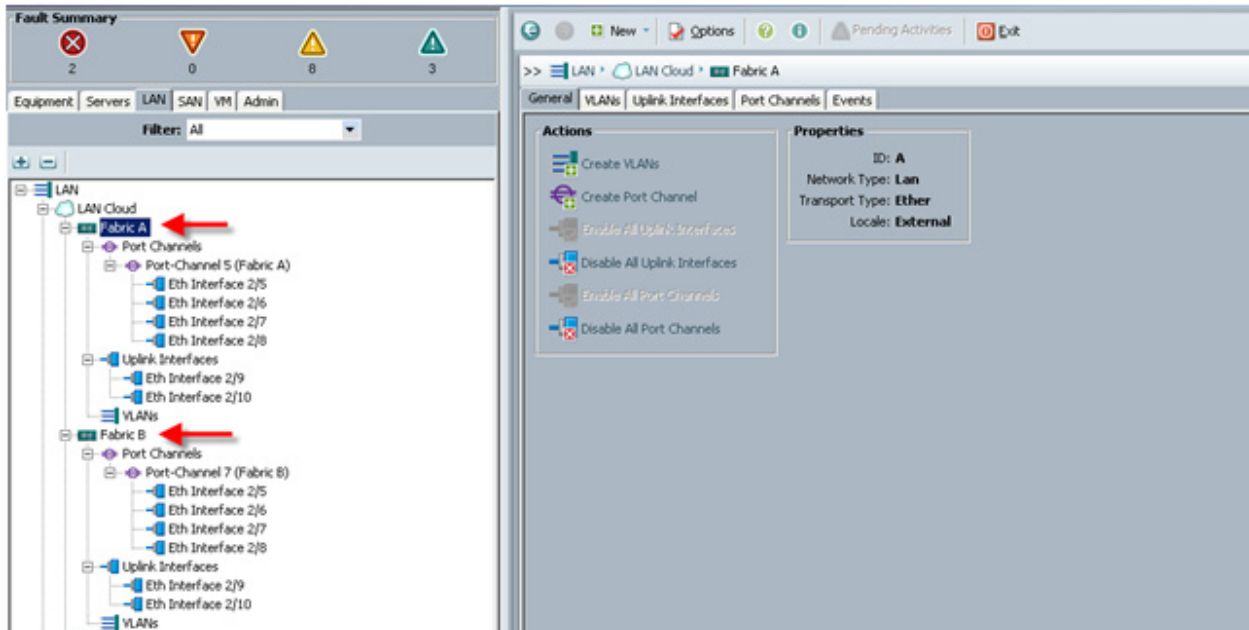 Fault Summary
2 0 8 3
Equipment Servers LAN SAN VM Admin
Filter: All
LAN
LAN Cloud
Fabric A
Port Channels
Port-Channel 5 (Fabric A)
Eth Interface 2/5
Eth Interface 2/6
Eth Interface 2/7
Eth Interface 2/8
Uplink Interfaces
Eth Interface 2/9
Eth Interface 2/10
VLANs
Fabric B
Port Channels
Port-Channel 7 (Fabric B)
Eth Interface 2/5
Eth Interface 2/6
Eth Interface 2/7
Eth Interface 2/8
Uplink Interfaces
Eth Interface 2/9
Eth Interface 2/10
VLANs
New Options Pending Activities Exit
>> LAN LAN Cloud Fabric A
General VLANs Uplink Interfaces Port Channels Events
Actions
Create VLANs
Create Port Channel
Enable All Uplink Interfaces
Disable All Uplink Interfaces
Enable All Port Channels
Disable All Port Channels
Properties
ID: A
Network Type: Lan
Transport Type: Ether
Locale: External